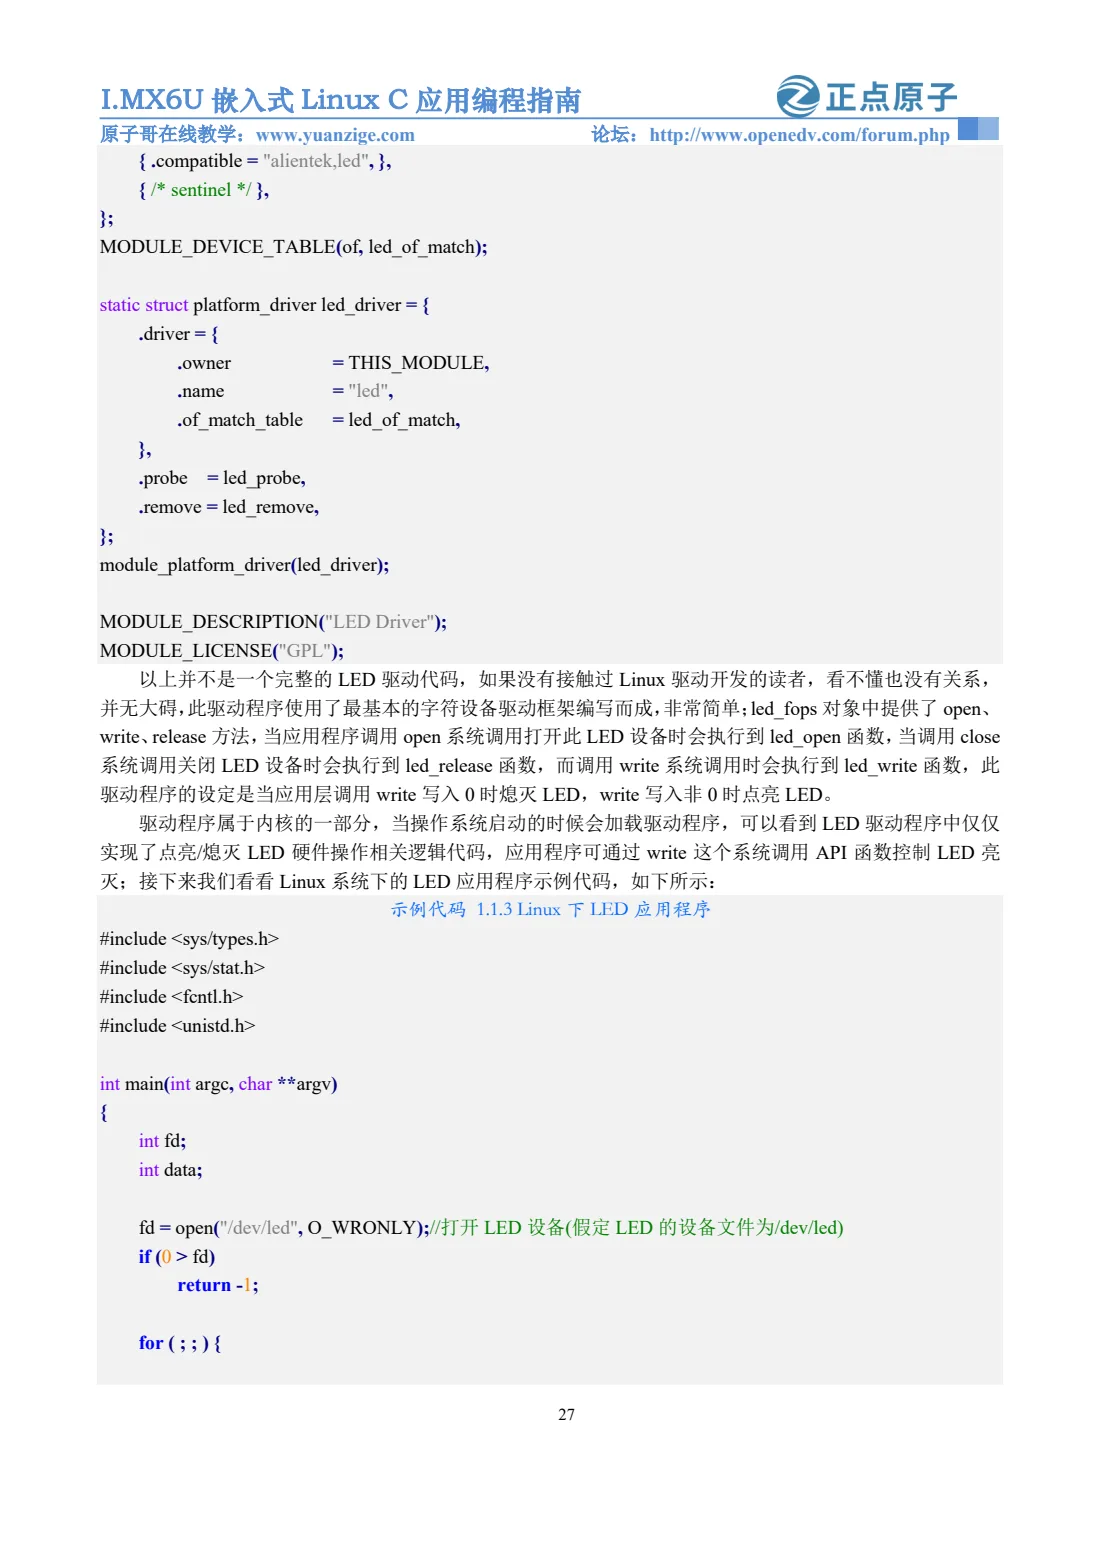 I.MX6U 嵌入式 Linux C 应用编程指南
正点原子
原子哥在线教学：www.yuanzige.com 论坛：http://www.openedv.com/forum.php
{ .compatible = "alientek,led", },
{ /* sentinel */ },
};
MODULE_DEVICE_TABLE(of, led_of_match);
static struct platform_driver led_driver = {
.driver = {
.owner = THIS_MODULE,
.name = "led",
.of_match_table = led_of_match,
},
.probe = led_probe,
.remove = led_remove,
};
module_platform_driver(led_driver);
MODULE_DESCRIPTION("LED Driver");
MODULE_LICENSE("GPL");
以上并不是一个完整的 LED 驱动代码，如果没有接触过 Linux 驱动开发的读者，看不懂也没有关系，
并无大碍，此驱动程序使用了最基本的字符设备驱动框架编写而成，非常简单；led_fops 对象中提供了 open、
write、release 方法，当应用程序调用 open 系统调用打开此 LED 设备时会执行到 led_open 函数，当调用 close
系统调用关闭 LED 设备时会执行到 led_release 函数，而调用 write 系统调用时会执行到 led_write 函数，此
驱动程序的设定是当应用层调用 write 写入 0 时熄灭 LED，write 写入非 0 时点亮 LED。
驱动程序属于内核的一部分，当操作系统启动的时候会加载驱动程序，可以看到 LED 驱动程序中仅仅
实现了点亮/熄灭 LED 硬件操作相关逻辑代码，应用程序可通过 write 这个系统调用 API 函数控制 LED 亮
灭；接下来我们看看 Linux 系统下的 LED 应用程序示例代码，如下所示：
示例代码 1.1.3 Linux 下 LED 应用程序
#include <sys/types.h>
#include <sys/stat.h>
#include <fcntl.h>
#include <unistd.h>
int main(int argc, char **argv)
{
int fd;
int data;
fd = open("/dev/led", O_WRONLY);//打开 LED 设备(假定 LED 的设备文件为/dev/led)
if (0 > fd)
return -1;
for ( ; ; ) {
27